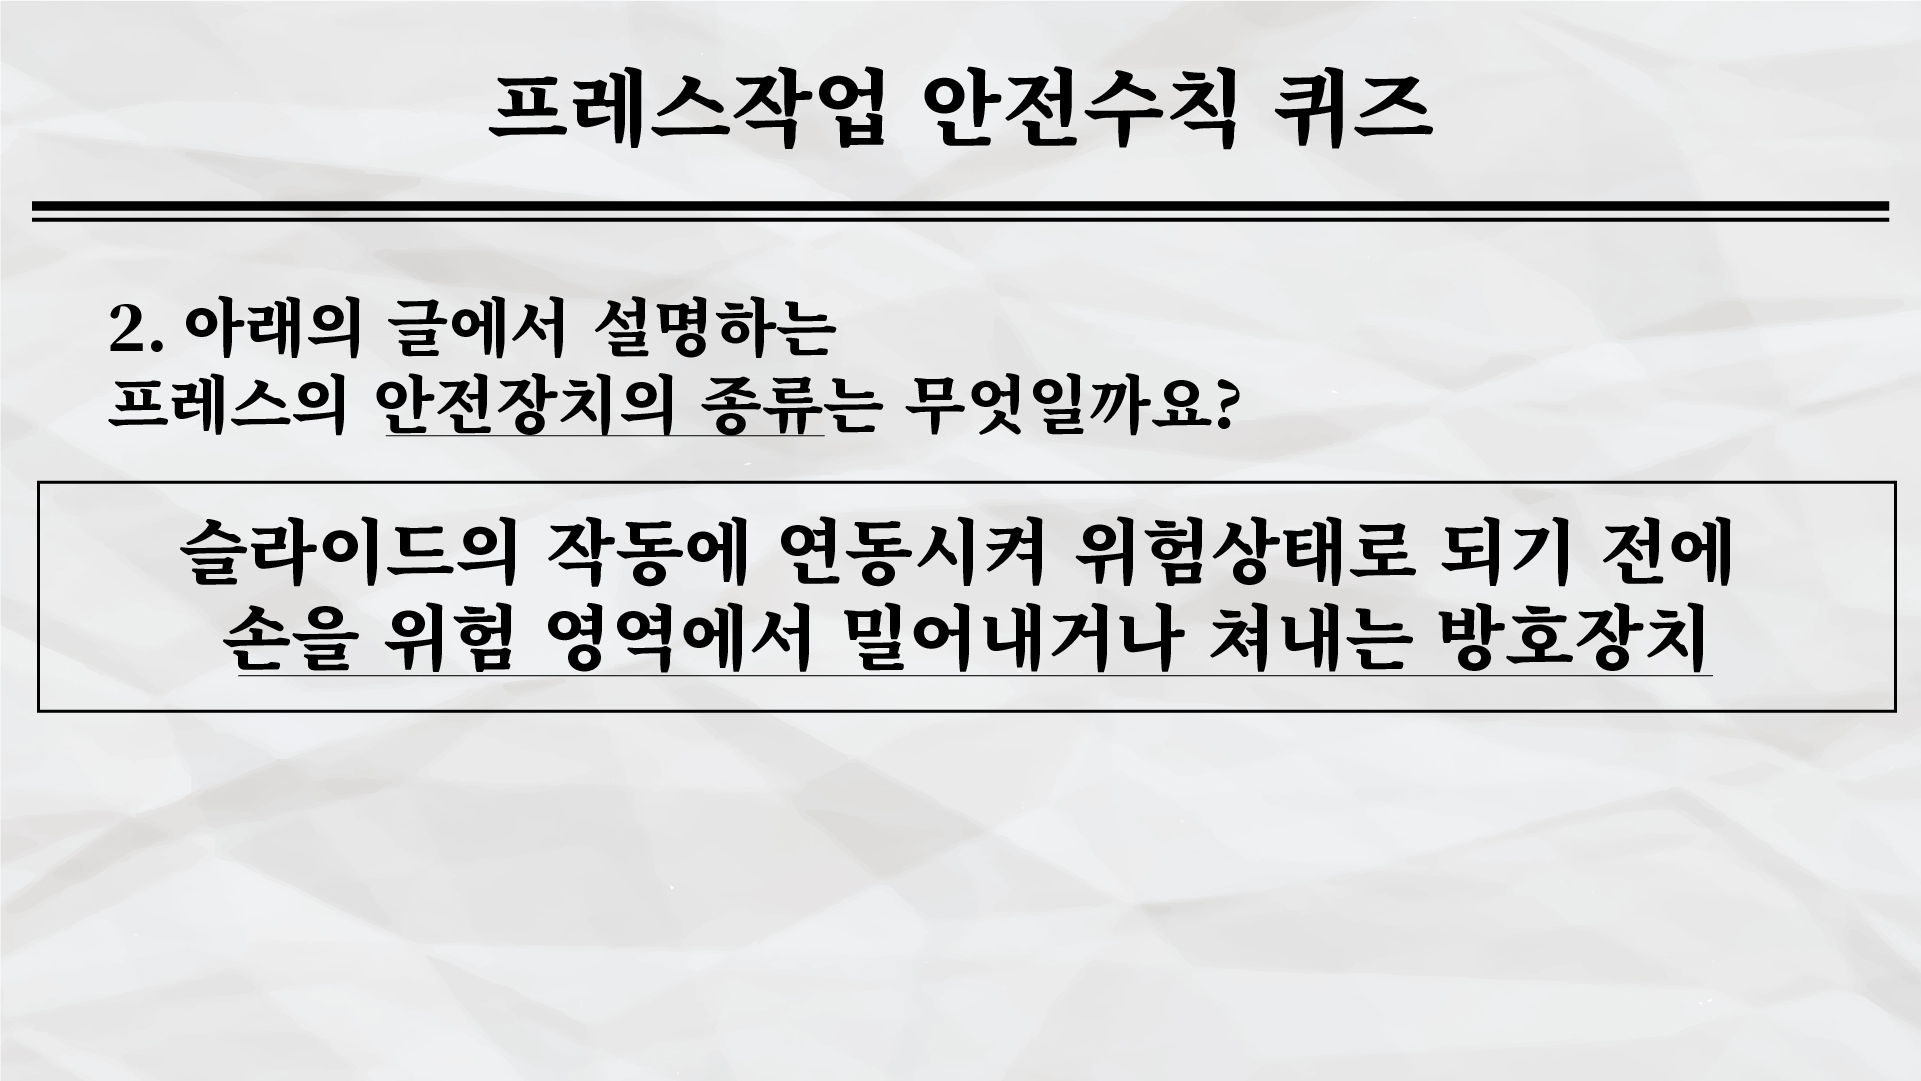 프레스작업 안전수칙 퀴즈
2. 아래의 글에서 설명하는
프레스의 안전장치의 종류는 무엇일까요?
슬라이드의 작동에 연동시켜 위험상태로 되기 전에
손을 위험 영역에서 밀어내거나 쳐내는 방호장치